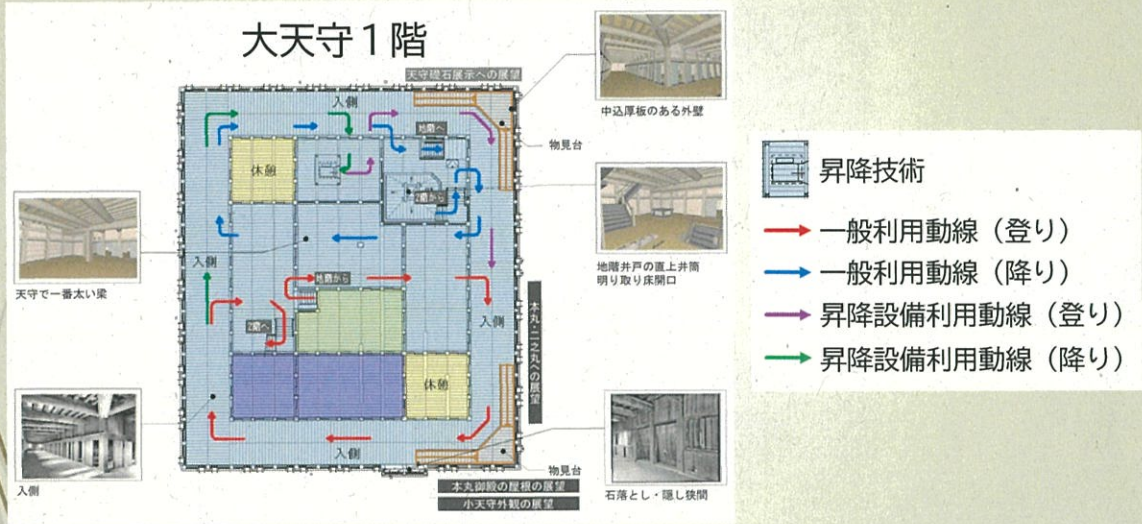 大天守1階
天守礎石展示への展望
入側
中込厚板のある外壁
地階へ
物見台
休憩
2階から
昇降技術
一般利用動線（登り）
一般利用動線（降り）
昇降設備利用動線（登り）
昇降設備利用動線（降り）
入側
天守で一番太い梁
地階井戸の直上井筒
明り取り床開口
地階から
2階へ
入側
本丸・二之丸への展望
休憩
入側
入側
物見台
本丸御殿の屋根の展望
小天守外観の展望
石落とし・隠し狭間